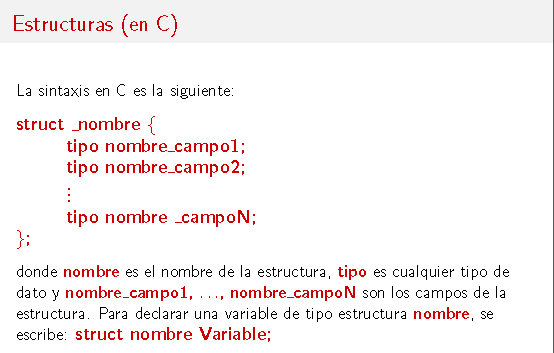 Estructuras (en C)
La sintaxis en C es la siguiente:
struct _nombre {
tipo nombre_campo1;
tipo nombre_campo2;
⋮
tipo nombre _campoN;
};
donde nombre es el nombre de la estructura, tipo es cualquier tipo de
dato y nombre_campo1, ..., nombre_campoN son los campos de la
estructura. Para declarar una variable de tipo estructura nombre, se
escribe: struct nombre Variable;